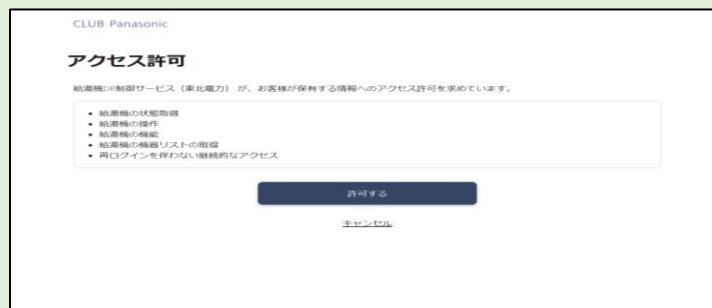 CLUB Panasonic
アクセス許可
給湯機DR制御サービス（東北電力） が、お客様が保有する情報へのアクセス許可を求めています。
• 給湯機の状態取得
• 給湯機の操作
• 給湯機の機能
• 給湯機の機器リストの取得
• 再ログインを伴わない継続的なアクセス
許可する
キャンセル